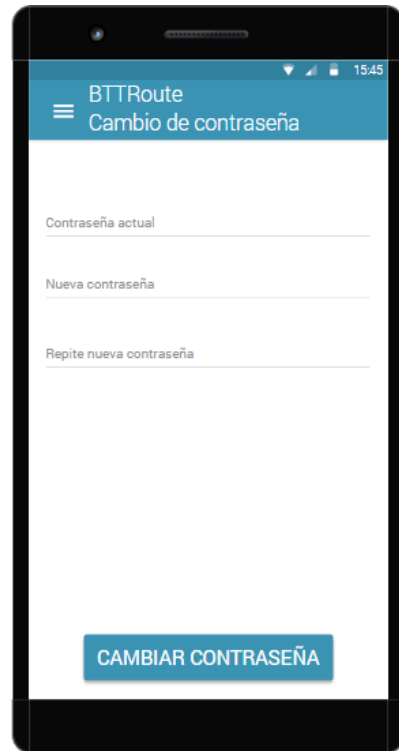 15:45
BTTRoute
Cambio de contraseña
Contraseña actual
Nueva contraseña
Repite nueva contraseña
CAMBIAR CONTRASEÑA